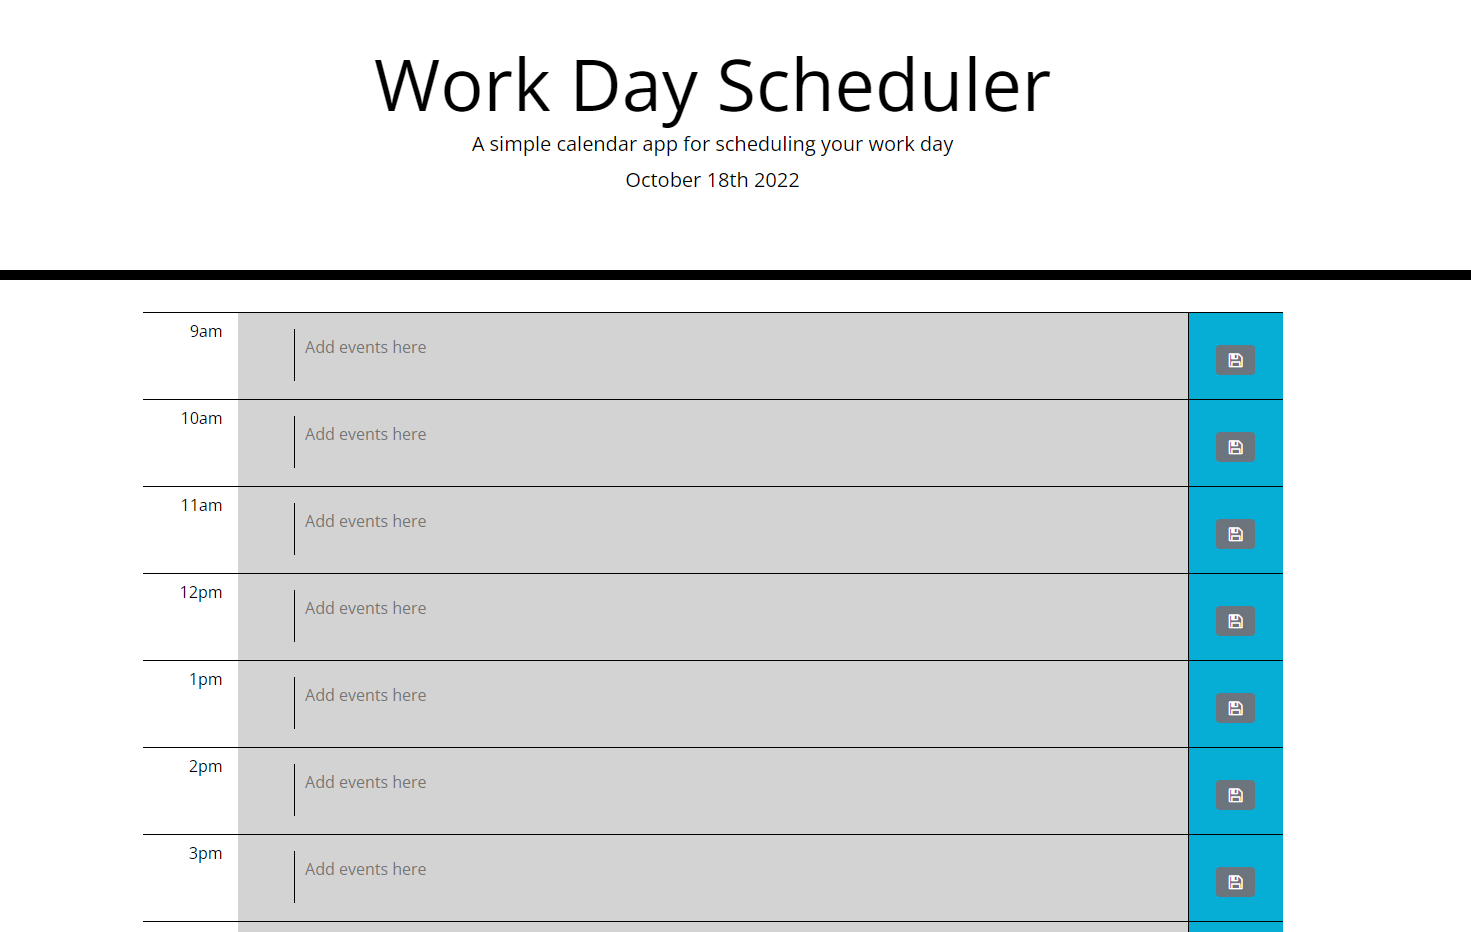 Work Day Scheduler
A simple calendar app for scheduling your work day
October 18th 2022
9am
Add events here
10am
Add events here
11am
Add events here
12pm
Add events here
1pm
Add events here
2pm
Add events here
3pm
Add events here